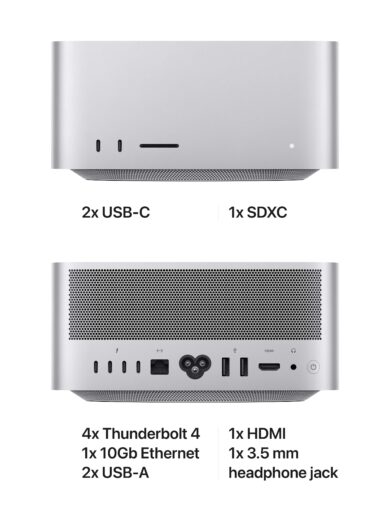 2x USB-C
1x SDXC
HDMI
4x Thunderbolt 4
1x 10Gb Ethernet
2x USB-A
1x HDMI
1x 3.5 mm
headphone jack